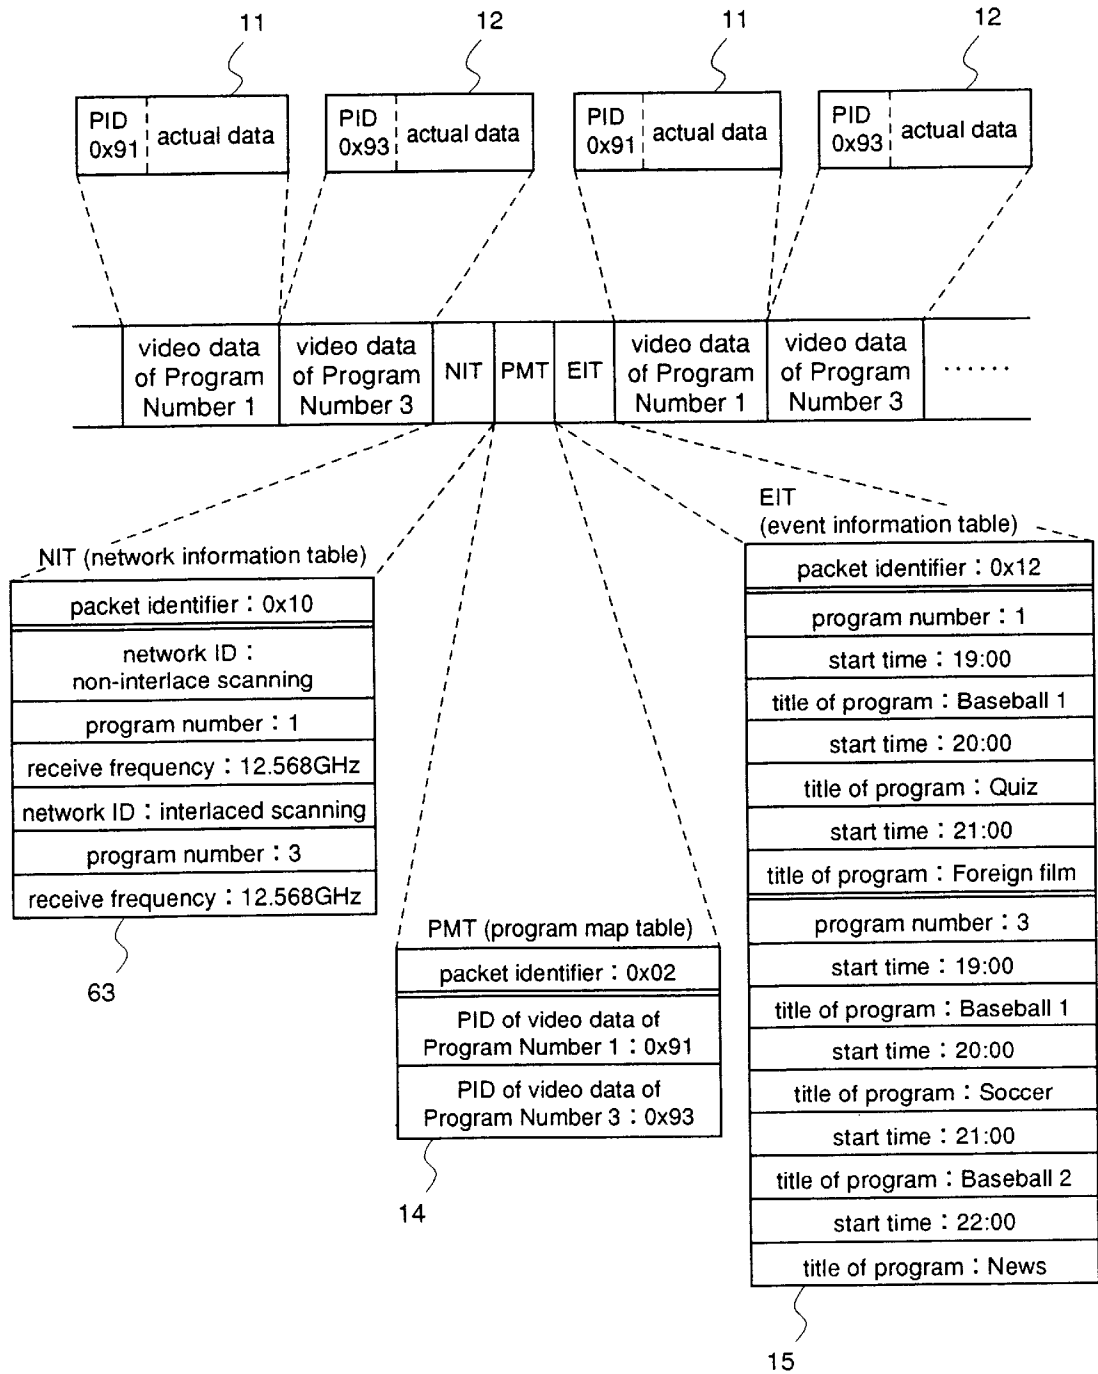 11
12
11
12
PID
0x91
actual data
PID
0x93
actual data
PID
0x91
actual data
PID
0x93
actual data
video data
of Program
Number 1
video data
of Program
Number 3
NIT
PMT
EIT
video data
of Program
Number 1
video data
of Program
Number 3
......
NIT (network information table)
packet identifier : 0x10
network ID :
non-interlace scanning
program number : 1
receive frequency : 12.568GHz
network ID : interlaced scanning
program number : 3
receive frequency : 12.568GHz
63
PMT (program map table)
packet identifier : 0x02
PID of video data of
Program Number 1 : 0x91
PID of video data of
Program Number 3 : 0x93
14
EIT
(event information table)
packet identifier : 0x12
program number : 1
start time : 19:00
title of program : Baseball 1
start time : 20:00
title of program : Quiz
start time : 21:00
title of program : Foreign film
program number : 3
start time : 19:00
title of program : Baseball 1
start time : 20:00
title of program : Soccer
start time : 21:00
title of program : Baseball 2
start time : 22:00
title of program : News
15